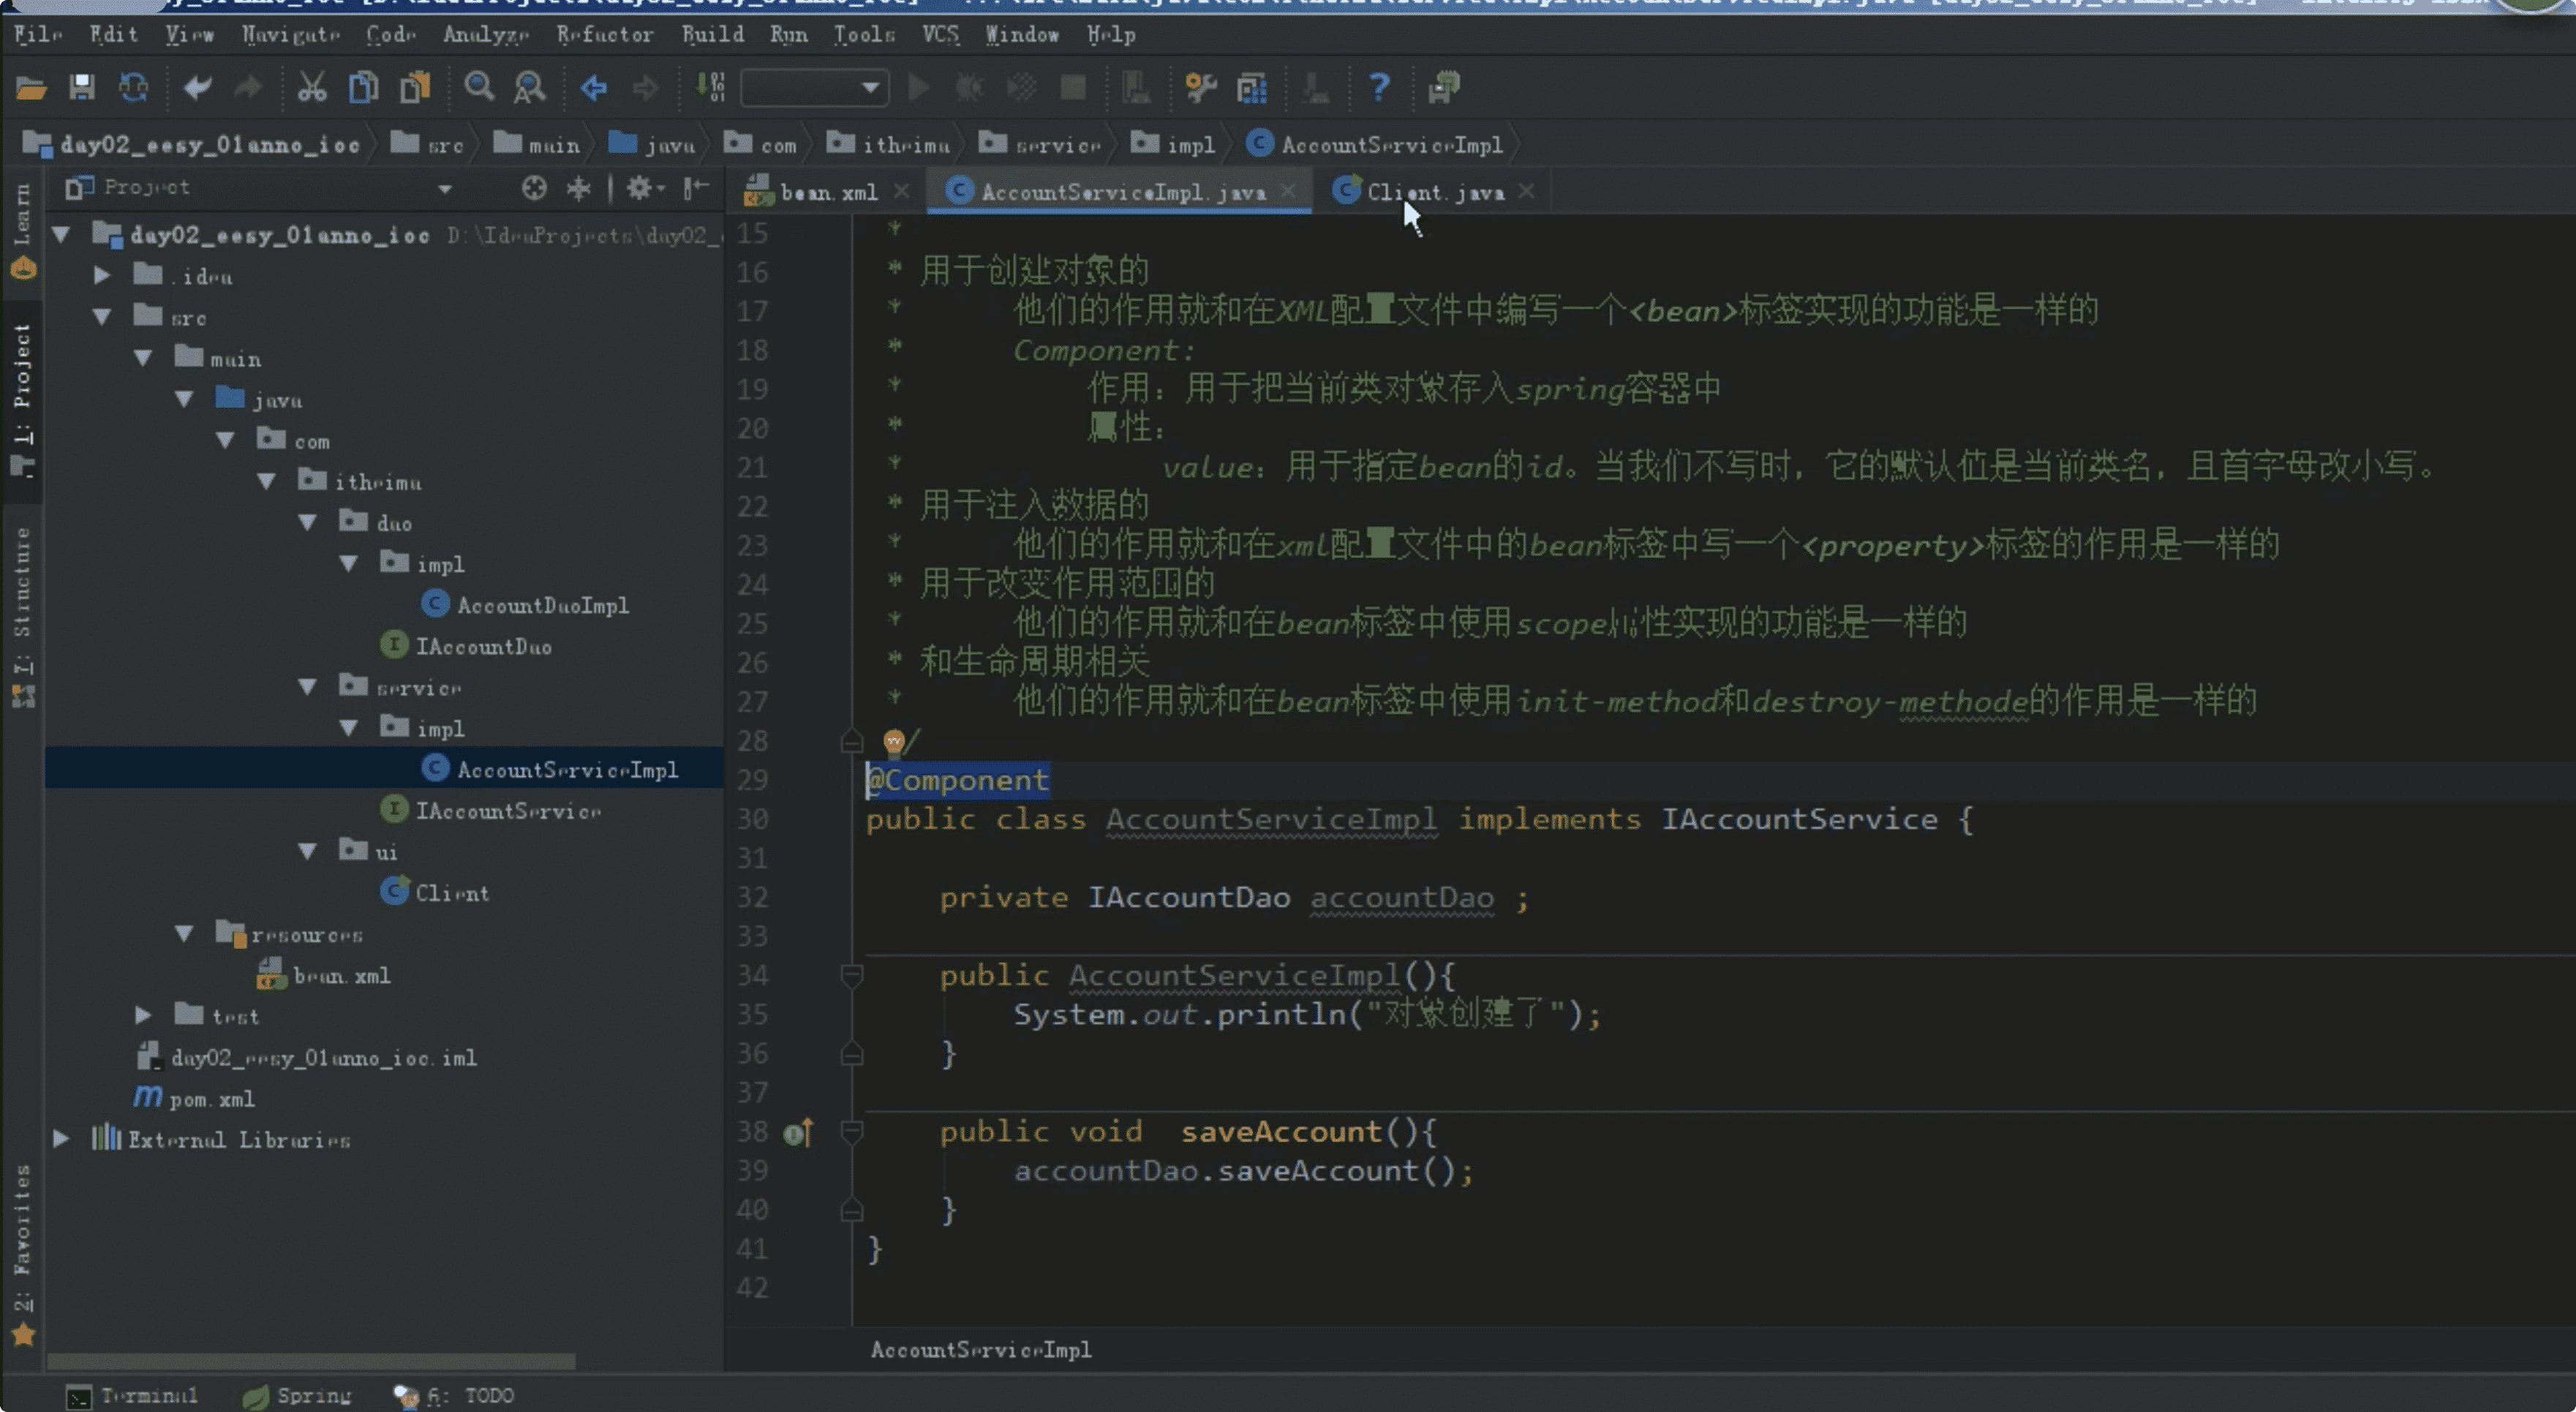 File Edit View Navigate Code Analyze Refactor Build Run Tools VCS Window Help
day02_eesy_01anno_ioc src main java com itheima service impl AccountServiceImpl
Project
bean.xml AccountServiceImpl.java Client.java
Learn
1: Project
7: Structure
2: Favorites
day02_eesy_01anno_ioc D:\IdeaProjects\day02_
.idea
src
main
java
com
itheima
dao
impl
AccountDaoImpl
IAccountDao
service
impl
AccountServiceImpl
IAccountService
ui
Client
resources
bean.xml
test
day02_eesy_01anno_ioc.iml
pom.xml
External Libraries
15 *
16 * 用于创建对象的
17 * 他们的作用就和在XML配置文件中编写一个<bean>标签实现的功能是一样的
18 * Component:
19 * 作用：用于把当前类对象存入spring容器中
20 * 属性：
21 * value：用于指定bean的id。当我们不写时，它的默认值是当前类名，且首字母改小写。
22 * 用于注入数据的
23 * 他们的作用就和在xml配置文件中的bean标签中写一个<property>标签的作用是一样的
24 * 用于改变作用范围的
25 * 他们的作用就和在bean标签中使用scope属性实现的功能是一样的
26 * 和生命周期相关
27 * 他们的作用就和在bean标签中使用init-method和destroy-methode的作用是一样的
28 /
29 @Component
30 public class AccountServiceImpl implements IAccountService {
31
32 private IAccountDao accountDao ;
33
34 public AccountServiceImpl(){
35 System.out.println("对象创建了");
36 }
37
38 public void saveAccount(){
39 accountDao.saveAccount();
40 }
41 }
42
AccountServiceImpl
Terminal Spring 6: TODO